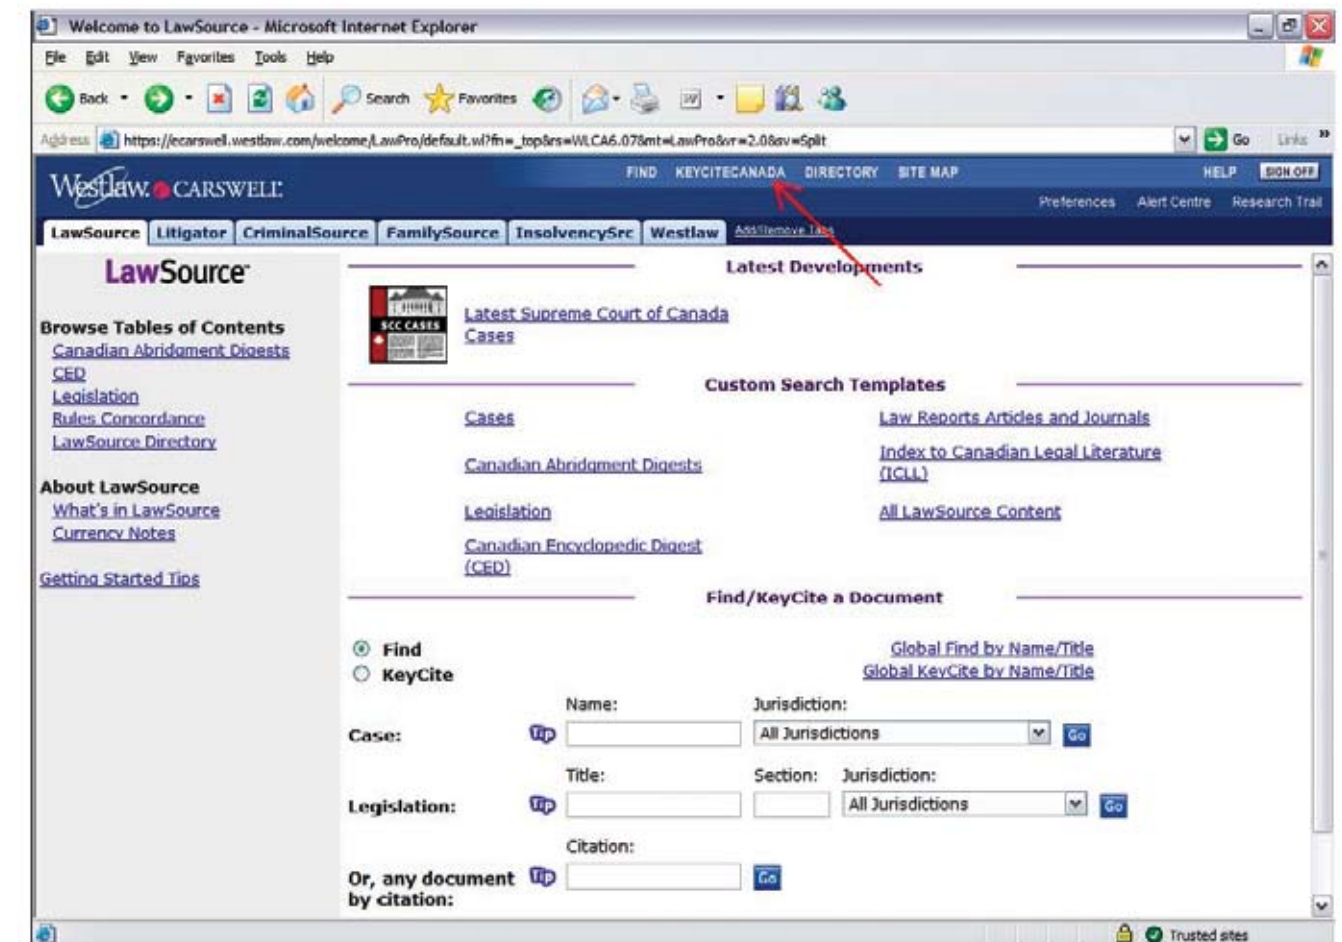 Welcome to LawSource - Microsoft Internet Explorer
File Edit View Favorites Tools Help
Back Search Favorites
Address https://ecarswell.westlaw.com/welcome/LawPro/default.wl?fn=_top&rs=WLCA6.07&mt=LawPro&vr=2.0&sv=Split Go Links »
Westlaw. CARSWELL FIND KEYCITECANADA DIRECTORY SITE MAP HELP SIGN OFF
Preferences Alert Centre Research Trail
LawSource Litigator CriminalSource FamilySource InsolvencySrc Westlaw Add/Remove Tabs
LawSource
Browse Tables of Contents
Canadian Abridgment Digests
CED
Legislation
Rules Concordance
LawSource Directory
About LawSource
What's in LawSource
Currency Notes
Getting Started Tips
Latest Developments
SCC CASES
Latest Supreme Court of Canada
Cases
Custom Search Templates
Cases Law Reports Articles and Journals
Canadian Abridgment Digests Index to Canadian Legal Literature
(ICLL)
Legislation All LawSource Content
Canadian Encyclopedic Digest
(CED)
Find/KeyCite a Document
Find Global Find by Name/Title
KeyCite Global KeyCite by Name/Title
Name: Jurisdiction:
Case: Tip All Jurisdictions Go
Title: Section: Jurisdiction:
Legislation: Tip All Jurisdictions Go
Citation:
Or, any document Tip Go
by citation:
Trusted sites